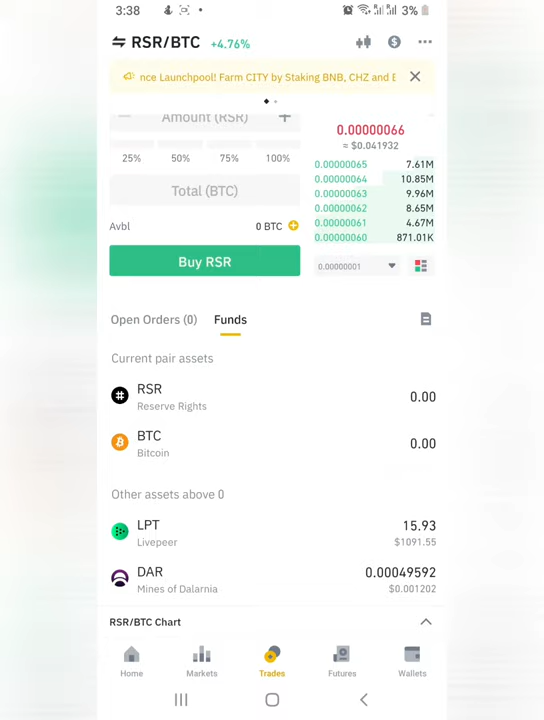 3:38
3%
RSR/BTC +4.76%
nce Launchpool! Farm CITY by Staking BNB, CHZ and
Amount (RSR)
25% 50% 75% 100%
Total (BTC)
Avbl 0 BTC
Buy RSR
0.00000066
≈ $0.041932
0.00000065 7.61M
0.00000064 10.85M
0.00000063 9.96M
0.00000062 8.65M
0.00000061 4.67M
0.00000060 871.01K
0.00000001
Open Orders (0) Funds
Current pair assets
RSR 0.00
Reserve Rights
BTC 0.00
Bitcoin
Other assets above 0
LPT 15.93
Livepeer $1091.55
DAR 0.00049592
Mines of Dalarnia $0.001202
RSR/BTC Chart
Home Markets Trades Futures Wallets